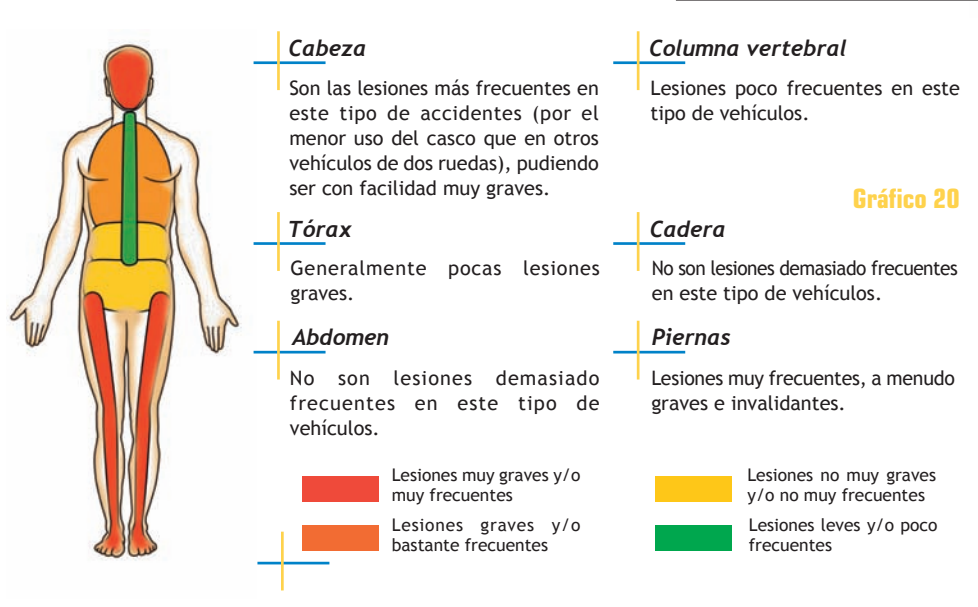 Cabeza
Son las lesiones más frecuentes en
este tipo de accidentes (por el
menor uso del casco que en otros
vehículos de dos ruedas), pudiendo
ser con facilidad muy graves.
Tórax
Generalmente pocas lesiones
graves.
Abdomen
No son lesiones demasiado
frecuentes en este tipo de
vehículos.
Columna vertebral
Lesiones poco frecuentes en este
tipo de vehículos.
Gráfico 20
Cadera
No son lesiones demasiado frecuentes
en este tipo de vehículos.
Piernas
Lesiones muy frecuentes, a menudo
graves e invalidantes.
Lesiones muy graves y/o
muy frecuentes
Lesiones graves y/o
bastante frecuentes
Lesiones no muy graves
y/o no muy frecuentes
Lesiones leves y/o poco
frecuentes